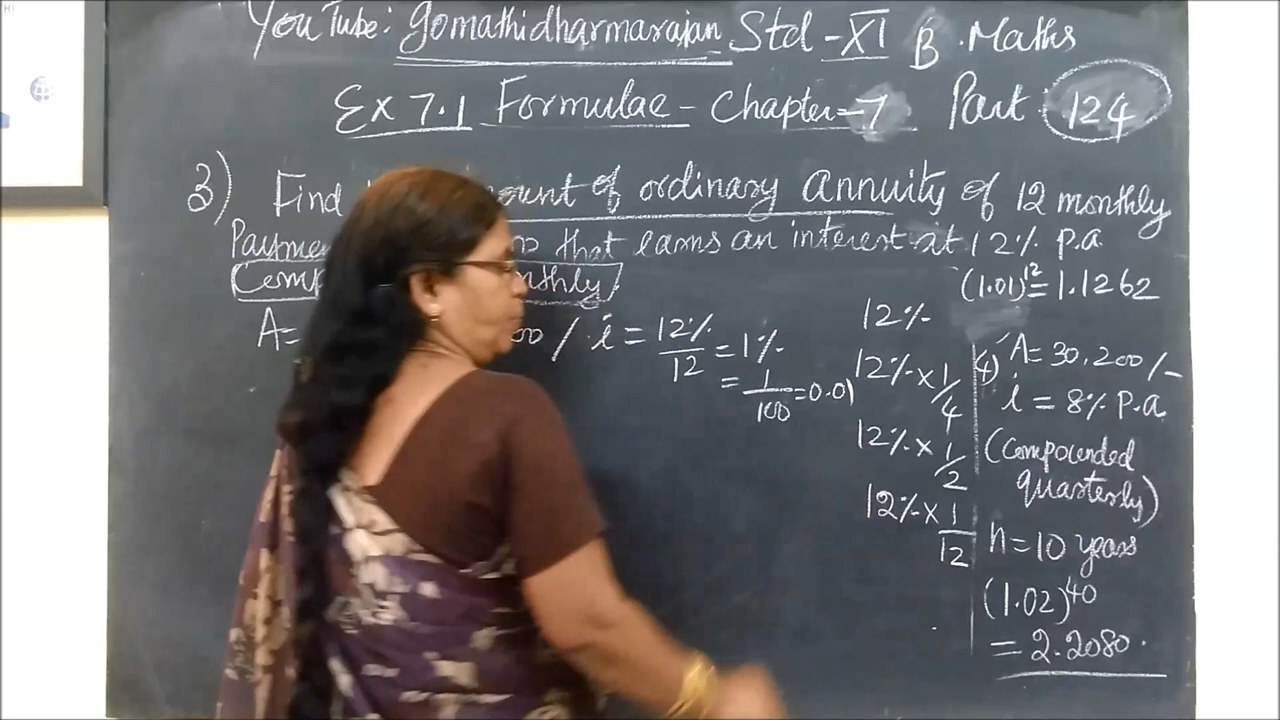 YouTube: gomathidharmarajan Std-XI B.Maths
Ex 7.1 Formulae - Chapter-7 Part: 124
3) Find of ordinary annuity of 12 monthly
that earns an interest at 12% p.a
(1.01)^12 = 1.1262
A= / i = 12%/12 = 1%
= 1/100 = 0.01
12%
12% x 1/4
12% x 1/2
12% x 1/12
4) A = 30,200/-
i = 8% p.a
(compounded
quarterly)
n = 10 years
(1.02)^40
= 2.2080.